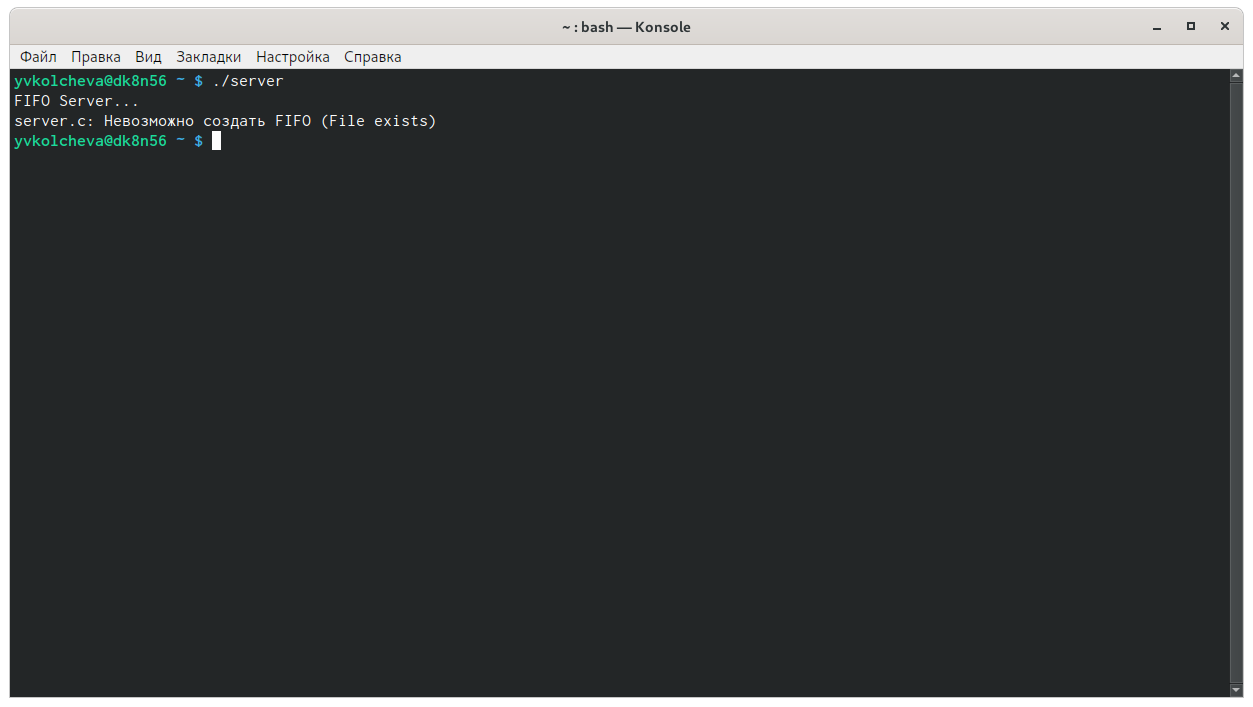 ~ : bash — Konsole
Файл Правка Вид Закладки Настройка Справка
yvkolcheva@dk8n56 ~ $ ./server
FIFO Server...
server.c: Невозможно создать FIFO (File exists)
yvkolcheva@dk8n56 ~ $